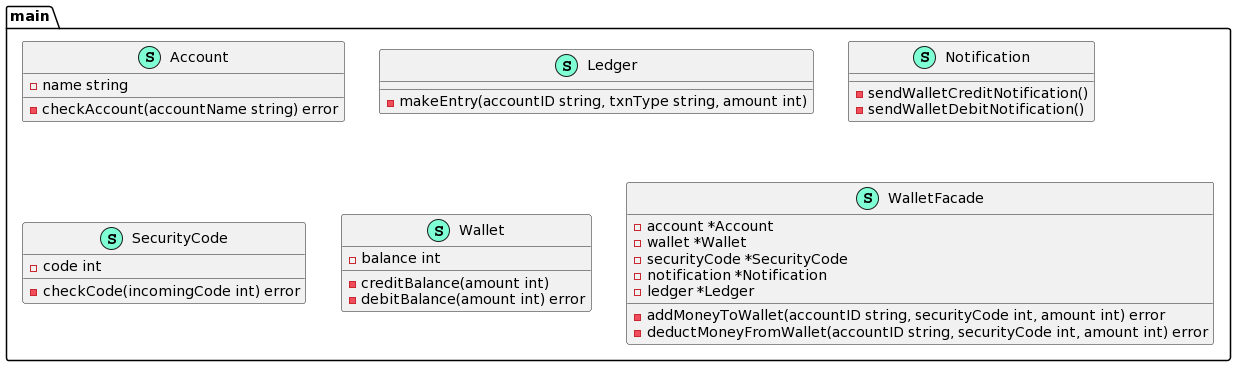 main
S Account
name string
checkAccount(accountName string) error
S Ledger
makeEntry(accountID string, txnType string, amount int)
S Notification
sendWalletCreditNotification()
sendWalletDebitNotification()
S SecurityCode
code int
checkCode(incomingCode int) error
S Wallet
balance int
creditBalance(amount int)
debitBalance(amount int) error
S WalletFacade
account *Account
wallet *Wallet
securityCode *SecurityCode
notification *Notification
ledger *Ledger
addMoneyToWallet(accountID string, securityCode int, amount int) error
deductMoneyFromWallet(accountID string, securityCode int, amount int) error